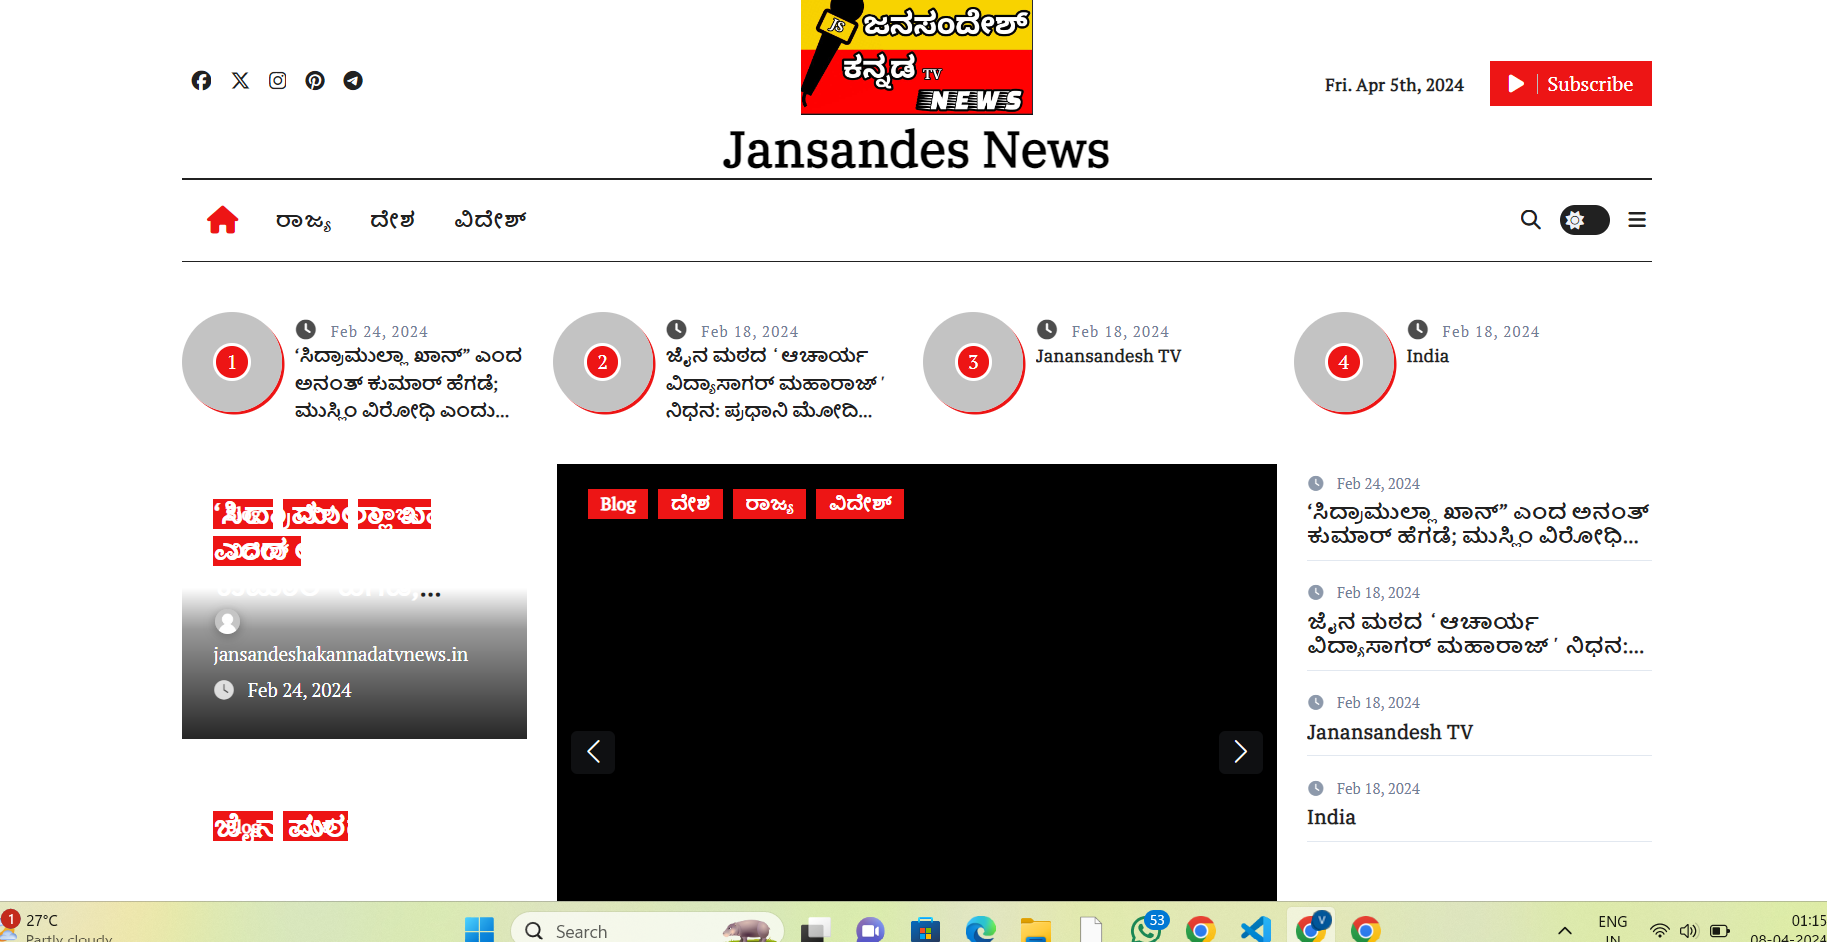 JS ಜನಸಂದೇಶ್
ಕನ್ನಡ TV
NEWS
Fri. Apr 5th, 2024
Subscribe
Jansandes News
ರಾಜ್ಯ ದೇಶ ವಿದೇಶ್
1
Feb 24, 2024
‘ಸಿದ್ರಾಮುಲ್ಲಾ ಖಾನ್” ಎಂದ
ಅನಂತ್ ಕುಮಾರ್ ಹೆಗಡೆ;
ಮುಸ್ಲಿಂ ವಿರೋಧಿ ಎಂದು...
2
Feb 18, 2024
ಜೈನ ಮಠದ ‘ಆಚಾರ್ಯ
ವಿದ್ಯಾಸಾಗರ್ ಮಹಾರಾಜ್’
ನಿಧನ: ಪ್ರಧಾನಿ ಮೋದಿ...
3
Feb 18, 2024
Janansandesh TV
4
Feb 18, 2024
India
jansandeshakannadatvnews.in
Feb 24, 2024
Blog
Blog ದೇಶ ರಾಜ್ಯ ವಿದೇಶ್
Feb 24, 2024
‘ಸಿದ್ರಾಮುಲ್ಲಾ ಖಾನ್” ಎಂದ ಅನಂತ್
ಕುಮಾರ್ ಹೆಗಡೆ; ಮುಸ್ಲಿಂ ವಿರೋಧಿ...
Feb 18, 2024
ಜೈನ ಮಠದ ‘ಆಚಾರ್ಯ
ವಿದ್ಯಾಸಾಗರ್ ಮಹಾರಾಜ್’ ನಿಧನ:...
Feb 18, 2024
Janansandesh TV
Feb 18, 2024
India
1
27°C
Partly cloudy
Search
53
V
ENG
IN
01:15
08-04-2024